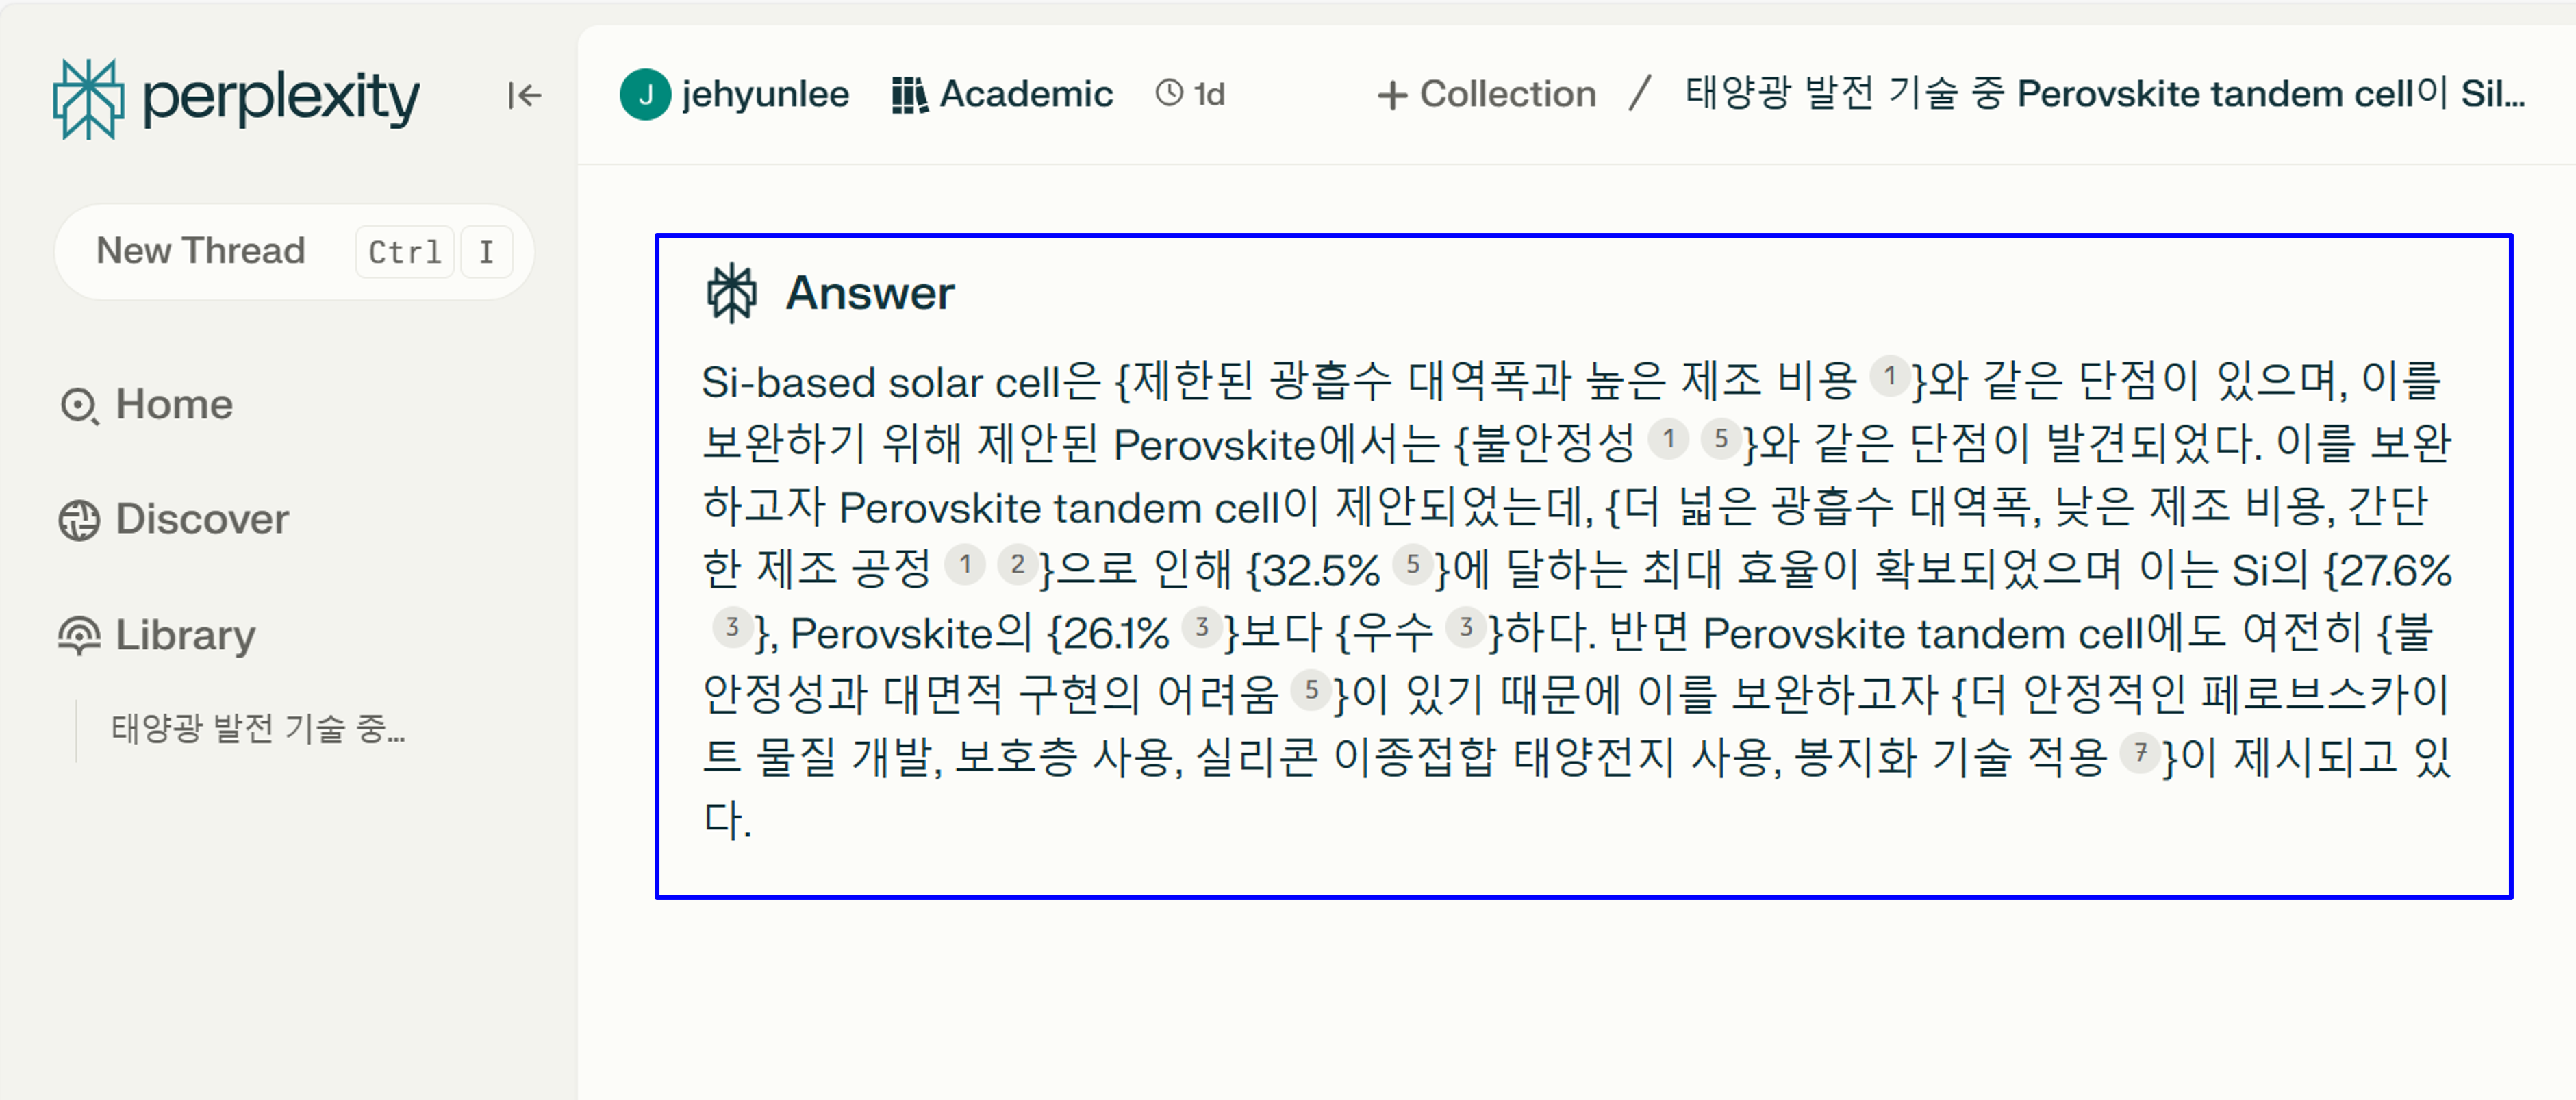 perplexity
jehyunlee Academic 1d + Collection / 태양광 발전 기술 중 Perovskite tandem cell이 Sil...
New Thread Ctrl I
Home
Discover
Library
태양광 발전 기술 중...
Answer
Si-based solar cell은 {제한된 광흡수 대역폭과 높은 제조 비용 1}와 같은 단점이 있으며, 이를
보완하기 위해 제안된 Perovskite에서는 {불안정성 1 5}와 같은 단점이 발견되었다. 이를 보완
하고자 Perovskite tandem cell이 제안되었는데, {더 넓은 광흡수 대역폭, 낮은 제조 비용, 간단
한 제조 공정 1 2}으로 인해 {32.5% 5}에 달하는 최대 효율이 확보되었으며 이는 Si의 {27.6%
3}, Perovskite의 {26.1% 3}보다 {우수 3}하다. 반면 Perovskite tandem cell에도 여전히 {불
안정성과 대면적 구현의 어려움 5}이 있기 때문에 이를 보완하고자 {더 안정적인 페로브스카이
트 물질 개발, 보호층 사용, 실리콘 이종접합 태양전지 사용, 봉지화 기술 적용 7}이 제시되고 있
다.
J